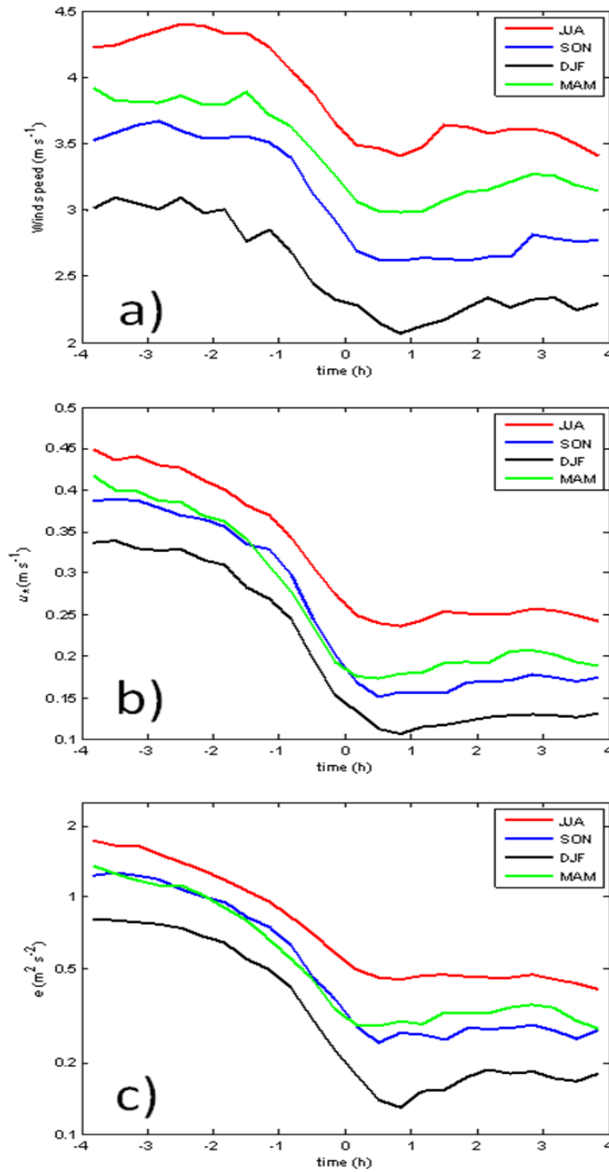 4.5
4
3.5
3
2.5
2
Wind speed (m s-1)
JJA
SON
DJF
MAM
a)
-4 -3 -2 -1 0 1 2 3 4
time (h)
0.5
0.45
0.4
0.35
0.3
0.25
0.2
0.15
0.1
u* (m s-1)
JJA
SON
DJF
MAM
b)
-4 -3 -2 -1 0 1 2 3 4
time (h)
2
1
0.5
0.2
0.1
e (m2 s-2)
JJA
SON
DJF
MAM
c)
-4 -3 -2 -1 0 1 2 3 4
time (h)